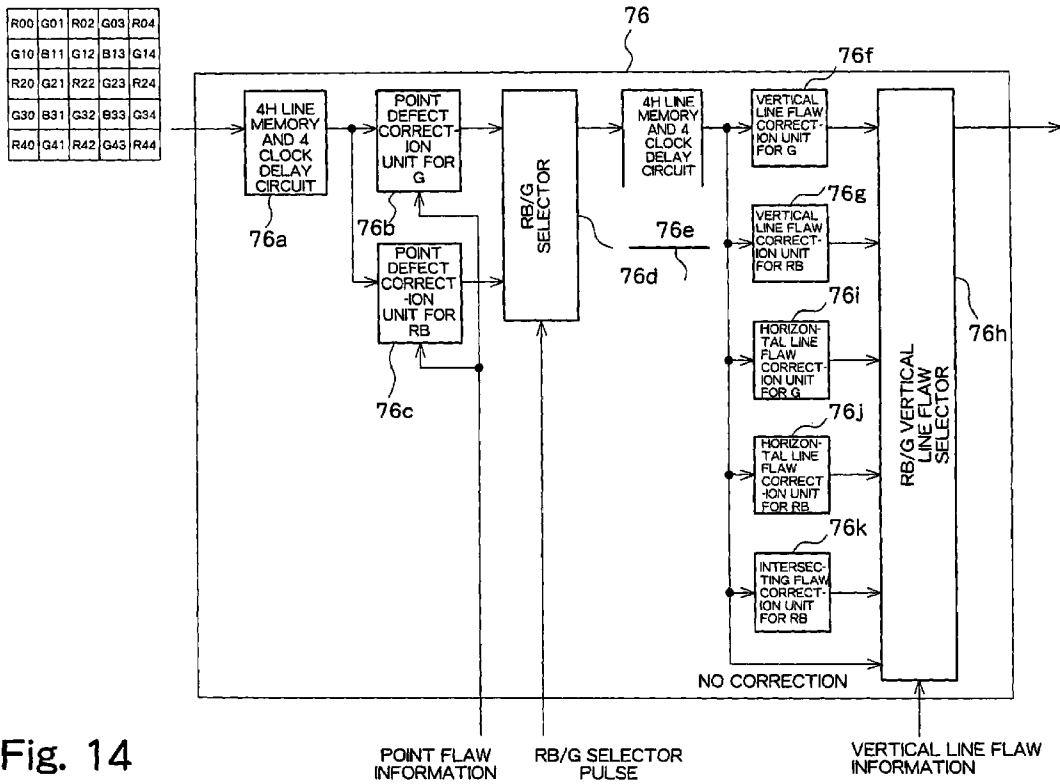 R00 G01 R02 G03 R04
G10 B11 G12 B13 G14
R20 G21 R22 G23 R24
G30 B31 G32 B33 G34
R40 G41 R42 G43 R44
76
4H LINE
MEMORY
AND 4
CLOCK
DELAY
CIRCUIT
76a
POINT
DEFECT
CORRECT-
ION
UNIT FOR
G
76b
POINT
DEFECT
CORRECT
-ION
UNIT FOR
RB
76c
RB/G
SELECTOR
76d
4H LINE
MEMORY
AND 4
CLOCK
DELAY
CIRCUIT
76e
VERTICAL
LINE FLAW
CORRECT-
ION UNIT
FOR G
76f
VERTICAL
LINE FLAW
CORRECT-
ION UNIT
FOR RB
76g
HORIZON-
TAL LINE
FLAW
CORRECT-
ION UNIT
FOR G
76i
HORIZON-
TAL LINE
FLAW
CORRECT
-ION UNIT
FOR RB
76j
INTERSEC-
TING FLAW
CORRECT-
ION UNIT
FOR RB
76k
RB/G VERTICAL
LINE FLAW
SELECTOR
76h
NO CORRECTION
POINT FLAW
INFORMATION
RB/G SELECTOR
PULSE
VERTICAL LINE FLAW
INFORMATION
Fig. 14